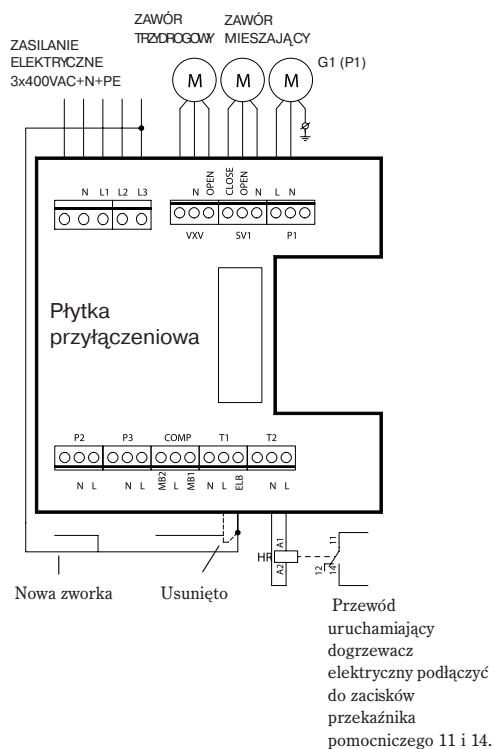 ZAWÓR
TRZYDROGOWY
ZAWÓR
MIESZAJĄCY
ZASILANIE
ELEKTRYCZNE
3x400VAC+N+PE
G1 (P1)
M
M
M
N L1 L2 L3
N OPEN CLOSE OPEN N L N
VXV SV1 P1
Płytka
przyłączeniowa
P2 P3 COMP T1 T2
N L N L MB2 L MB1 N L ELB N L
HR
A1
A2
11
12
14
Nowa zworka
Usunięto
Przewód
uruchamiający
dogrzewacz
elektryczny podłączyć
do zacisków
przekaźnika
pomocniczego 11 i 14.